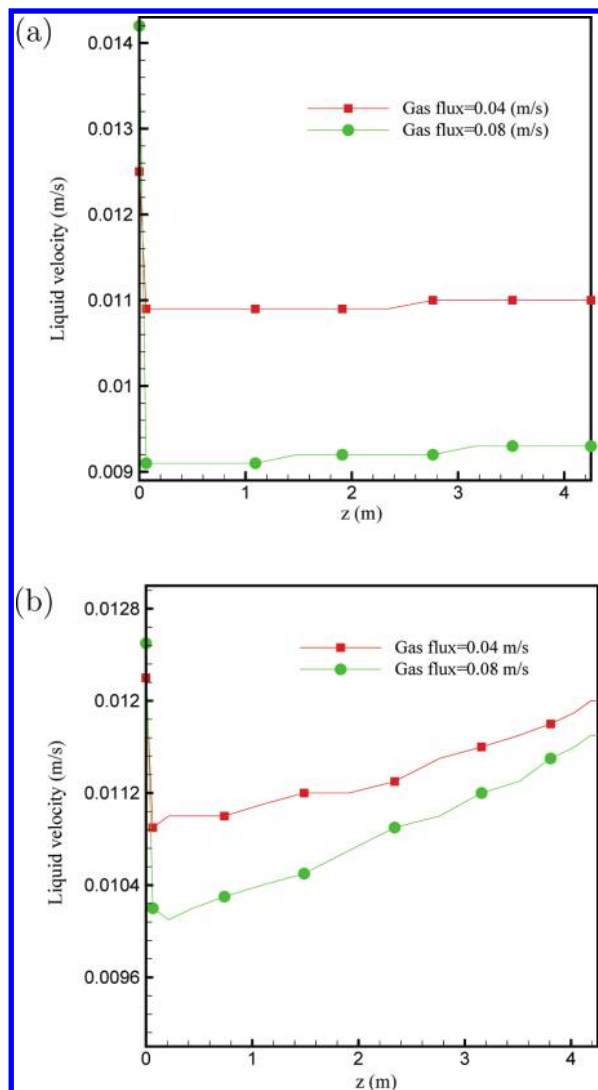 (a)
0.014
0.013
0.012
0.011
0.01
0.009
Liquid velocity (m/s)
Gas flux=0.04 (m/s)
Gas flux=0.08 (m/s)
0 1 2 3 4
z (m)
(b)
0.0128
0.012
0.0112
0.0104
0.0096
Liquid velocity (m/s)
Gas flux=0.04 m/s
Gas flux=0.08 m/s
0 1 2 3 4
z (m)